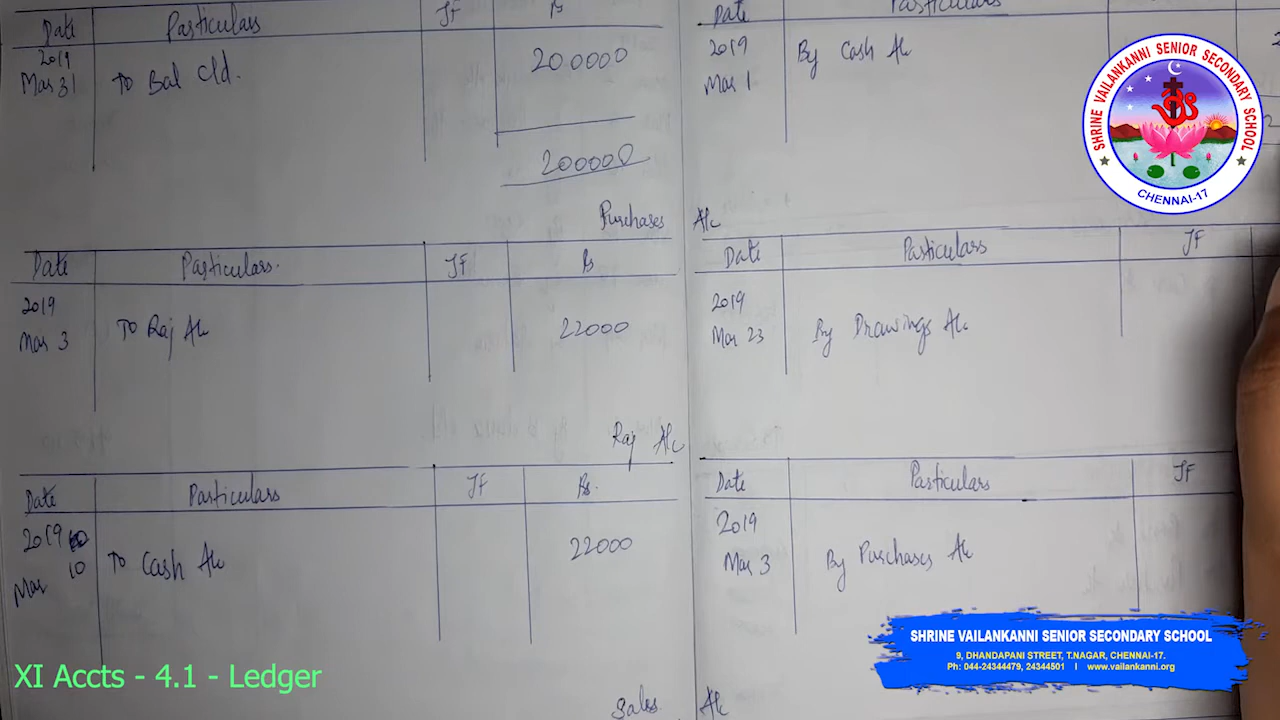 Date Particulars JF Rs
2019
Mar 31 To Bal C/d. 200000
200000
Date Particulars
2019 By Cash A/c
Mar 1
SHRINE VAILANKANNI SENIOR SECONDARY SCHOOL
CHENNAI-17
Purchases A/c
Date Particulars. JF Rs
2019
Mar 3 To Raj A/c 22000
Date Particulars JF
2019
Mar 23 By Drawings A/c
Raj A/c
Date Particulars JF Rs.
2019
Mar 10 To Cash A/c 22000
Date Particulars JF
2019
Mar 3 By Purchases A/c
Sales A/c
XI Accts - 4.1 - Ledger
SHRINE VAILANKANNI SENIOR SECONDARY SCHOOL
9, DHANDAPANI STREET, T.NAGAR, CHENNAI-17.
Ph: 044-24344479, 24344501 I www.vailankanni.org